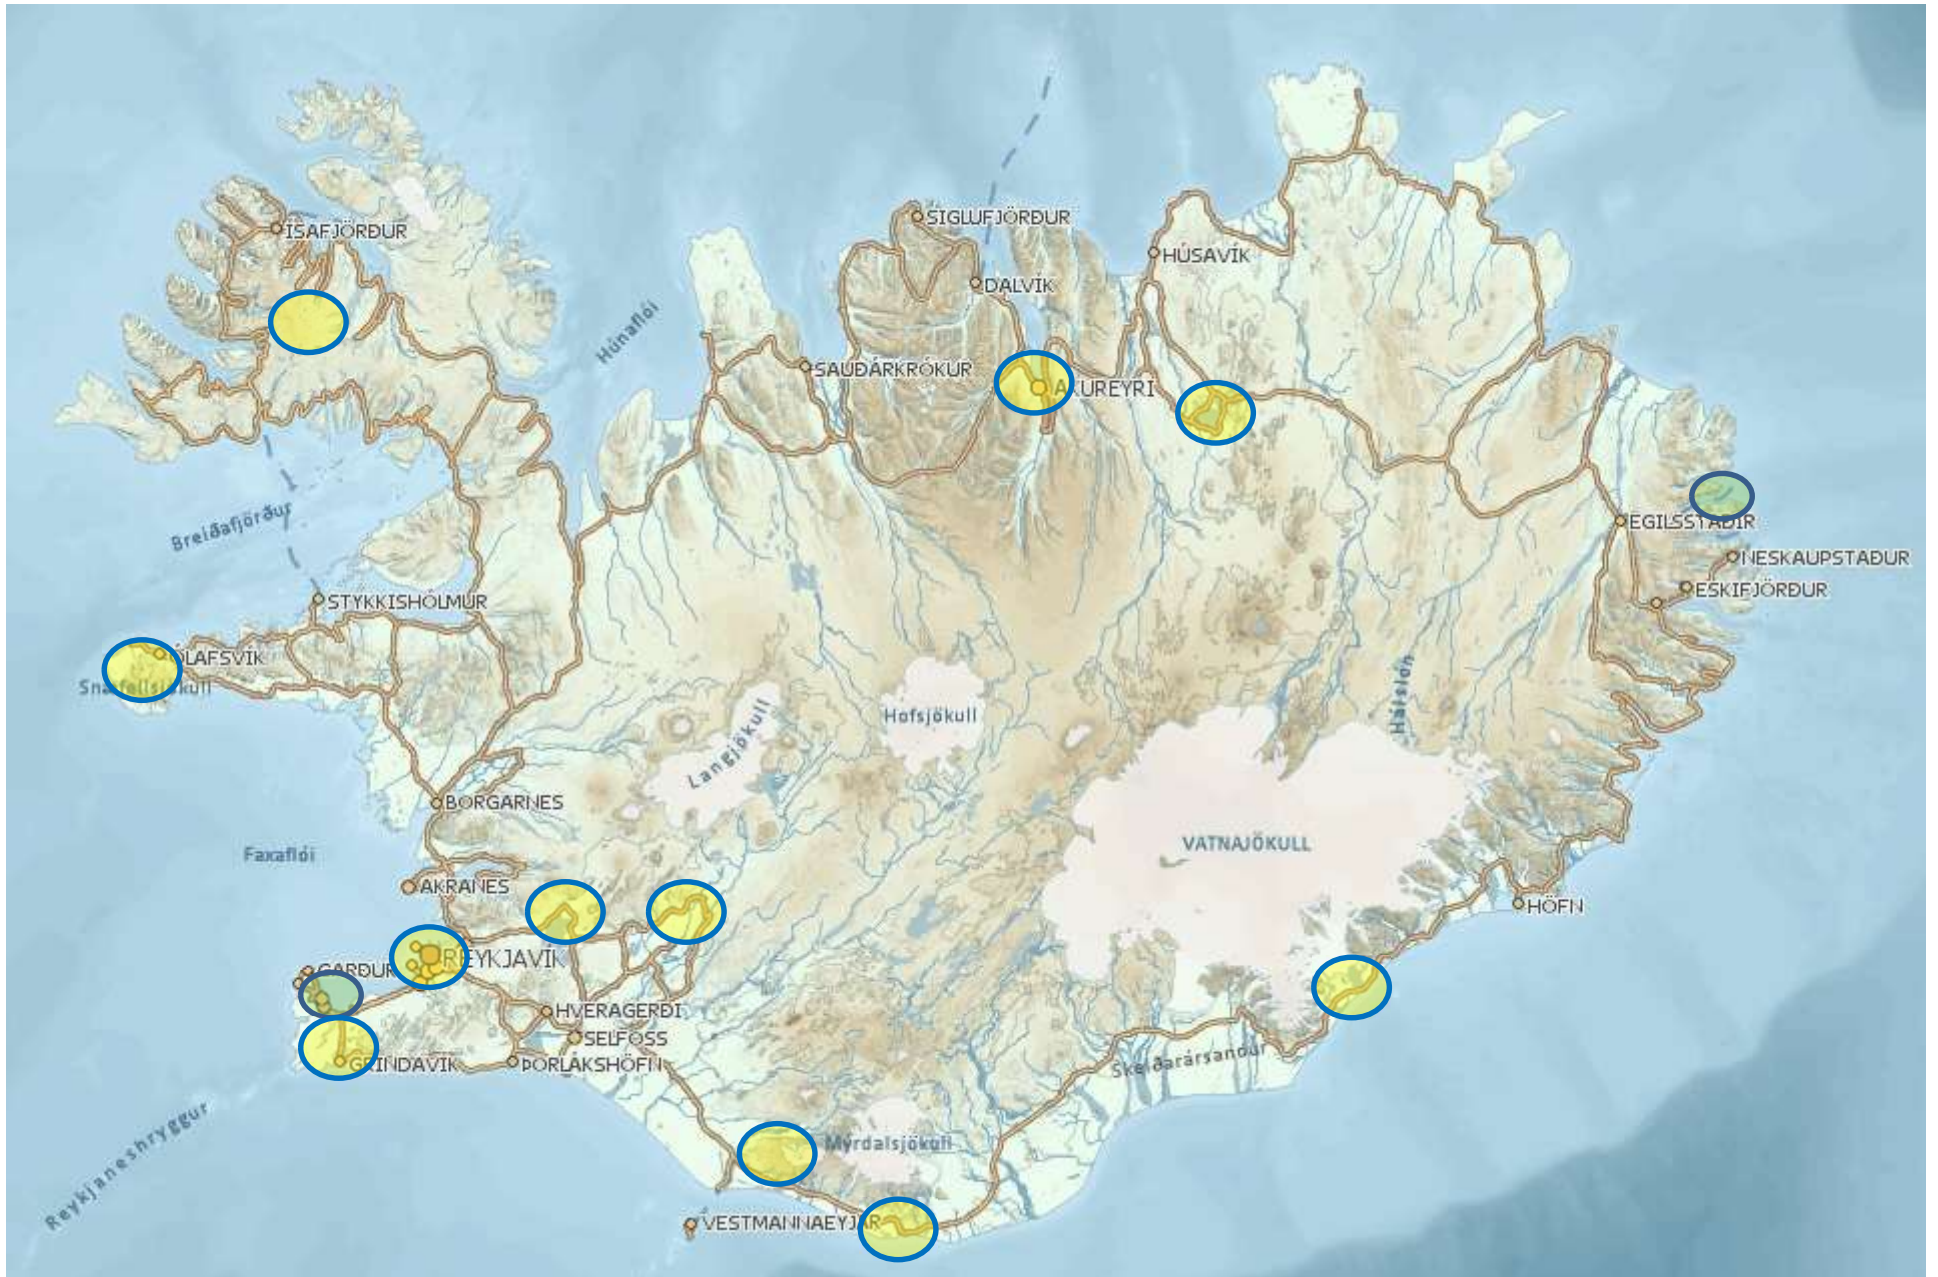 SIGLUFJÖRÐUR
ÍSAFJÖRÐUR
HÚSAVÍK
DALVÍK
Húnaflói
SAUÐÁRKRÓKUR
AKUREYRI
Breiðafjörður
EGILSSTAÐIR
NESKAUPSTAÐUR
ESKIFJÖRÐUR
STYKKISHÓLMUR
ÓLAFSVÍK
Snæfellsjökull
Hálslón
Hofsjökull
Langjökull
BORGARNES
VATNAJÖKULL
Faxaflói
AKRANES
HÖFN
REYKJAVÍK
GARÐUR
HVERAGERÐI
SELFOSS
GRINDAVÍK
ÞORLÁKSHÖFN
Skeiðarársandur
Reykjaneshryggur
Mýrdalsjökull
VESTMANNAEYJAR